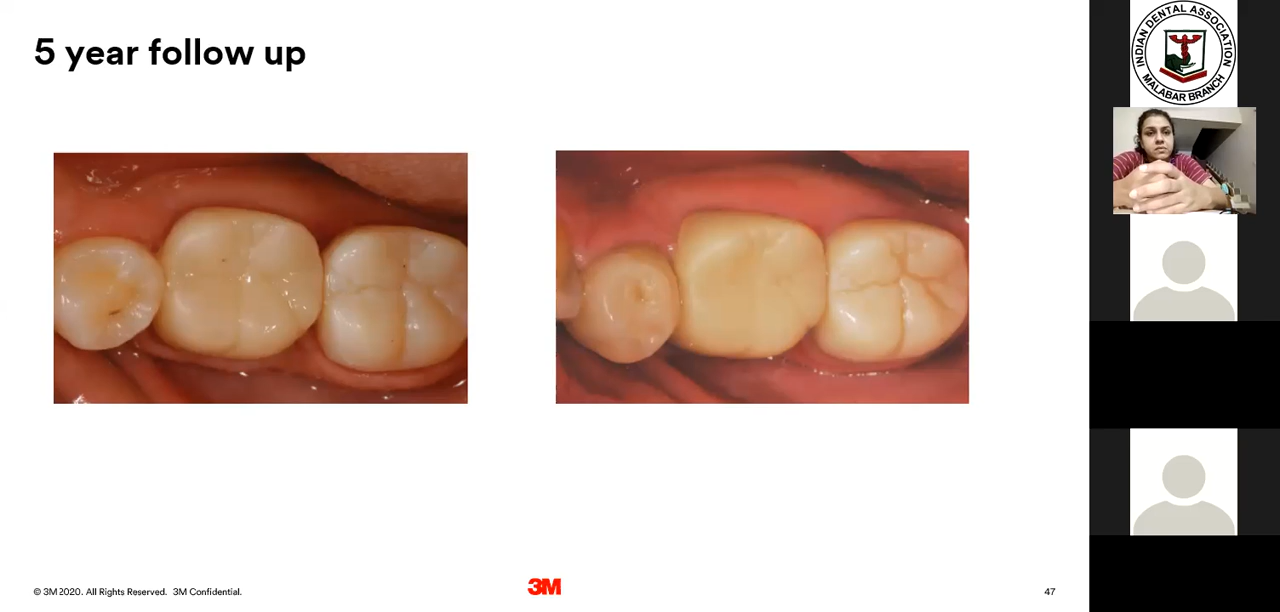 5 year follow up
INDIAN DENTAL ASSOCIATION
MALABAR BRANCH
© 3M 2020. All Rights Reserved. 3M Confidential.
3M
47